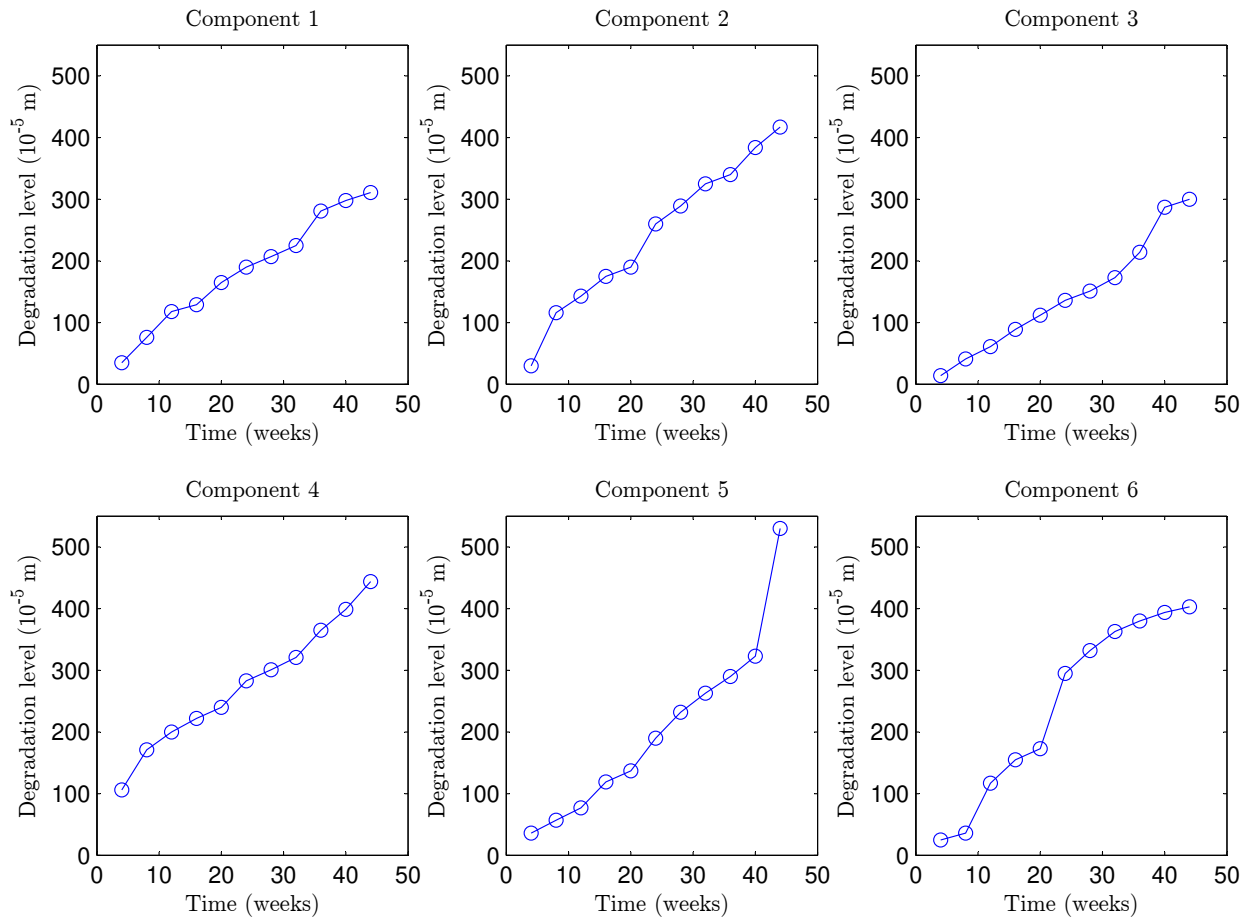 Component 1
Component 2
Component 3
Degradation level (10⁻⁵ m)
500
400
300
200
100
0
0 10 20 30 40 50
Time (weeks)
Degradation level (10⁻⁵ m)
500
400
300
200
100
0
0 10 20 30 40 50
Time (weeks)
Degradation level (10⁻⁵ m)
500
400
300
200
100
0
0 10 20 30 40 50
Time (weeks)
Component 4
Component 5
Component 6
Degradation level (10⁻⁵ m)
500
400
300
200
100
0
0 10 20 30 40 50
Time (weeks)
Degradation level (10⁻⁵ m)
500
400
300
200
100
0
0 10 20 30 40 50
Time (weeks)
Degradation level (10⁻⁵ m)
500
400
300
200
100
0
0 10 20 30 40 50
Time (weeks)